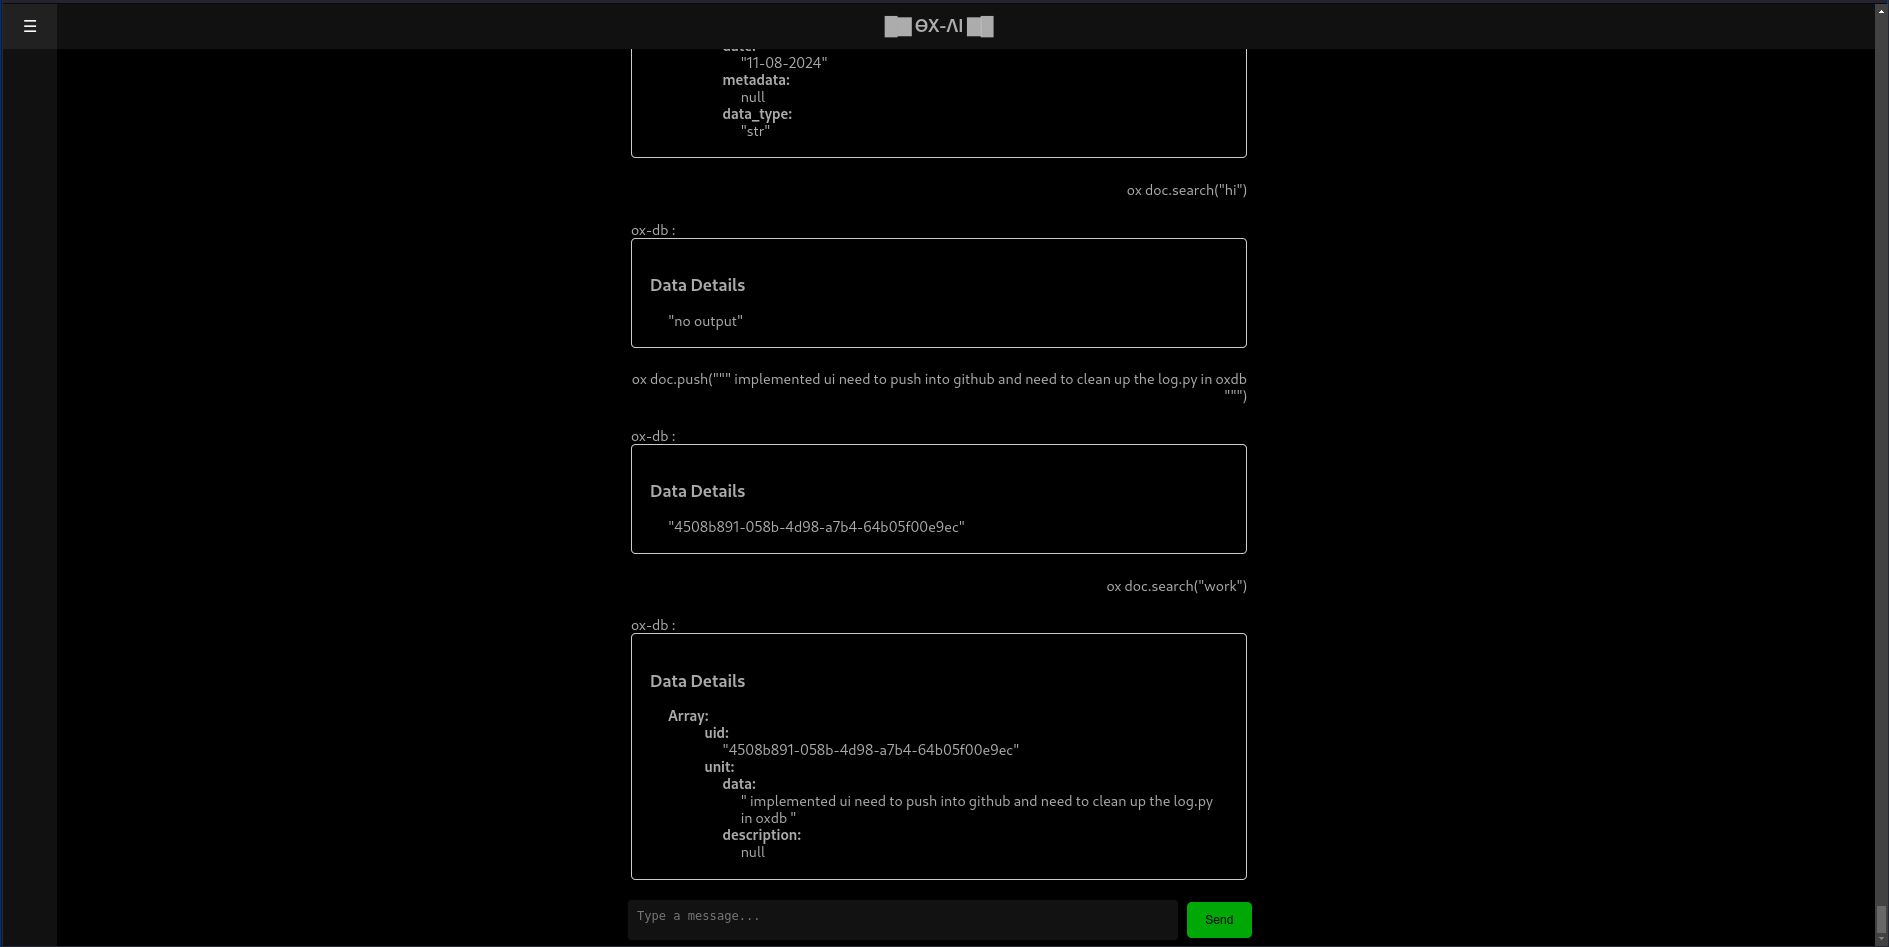 ☰
██ ΘX-ΛI ██
date:
"11-08-2024"
metadata:
null
data_type:
"str"
ox doc.search("hi")
ox-db :
Data Details
"no output"
ox doc.push(""" implemented ui need to push into github and need to clean up the log.py in oxdb
""")
ox-db :
Data Details
"4508b891-058b-4d98-a7b4-64b05f00e9ec"
ox doc.search("work")
ox-db :
Data Details
Array:
uid:
"4508b891-058b-4d98-a7b4-64b05f00e9ec"
unit:
data:
" implemented ui need to push into github and need to clean up the log.py
in oxdb "
description:
null
Type a message...
Send